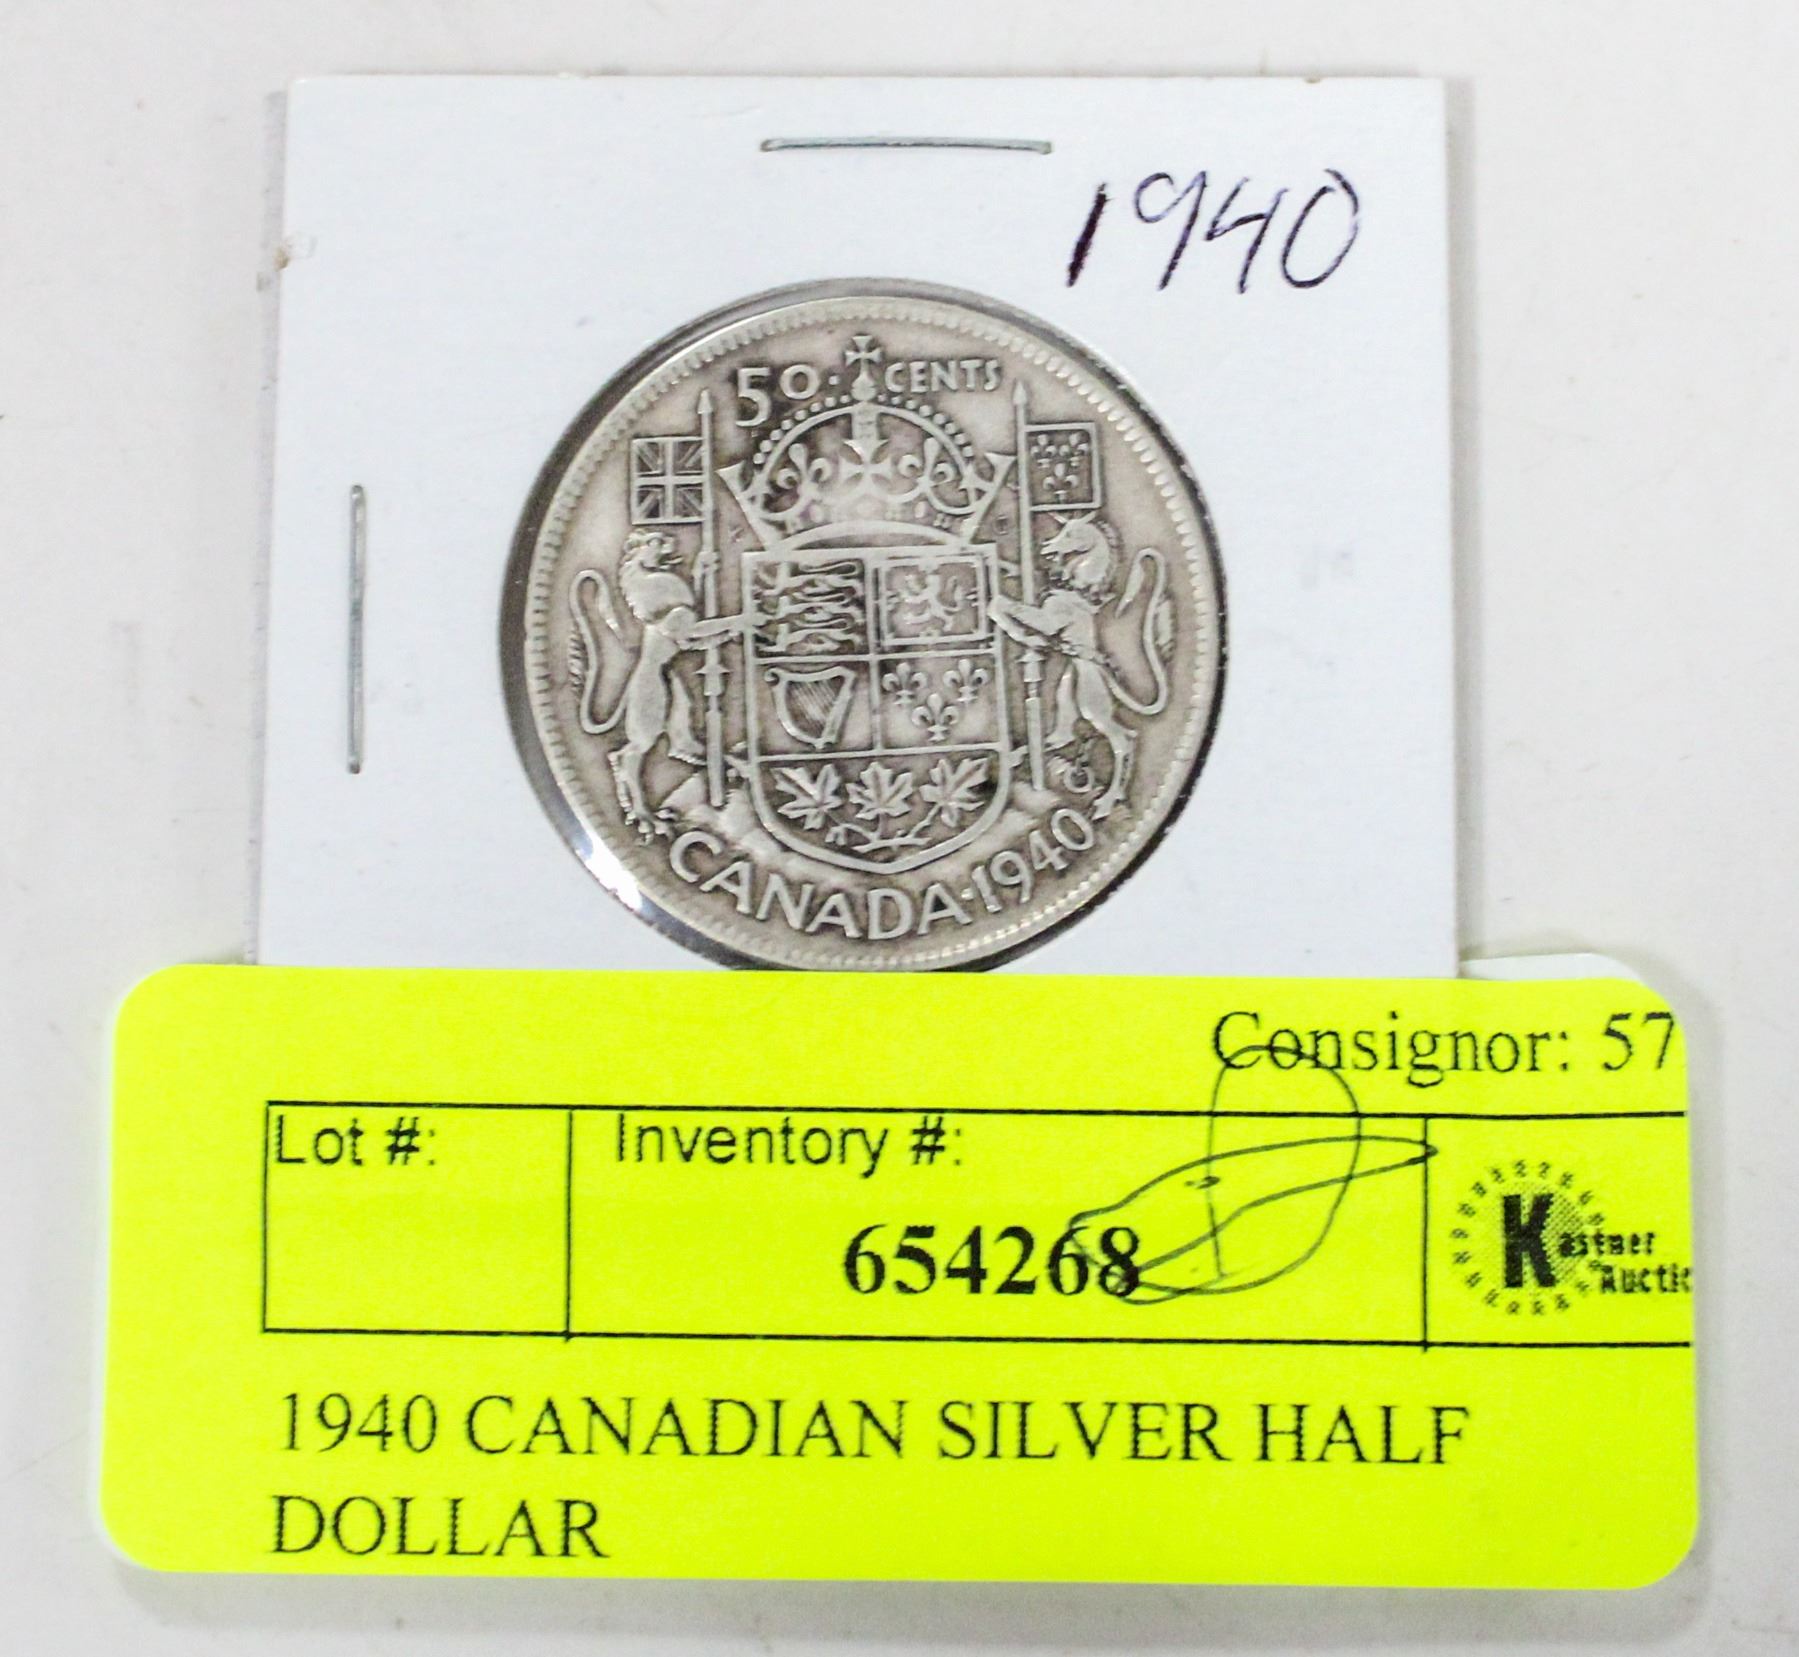 1940
50 · CENTS
CANADA · 1940
Consignor: 57
Lot #:
Inventory #:
654268
Kastner
Auctic
1940 CANADIAN SILVER HALF
DOLLAR